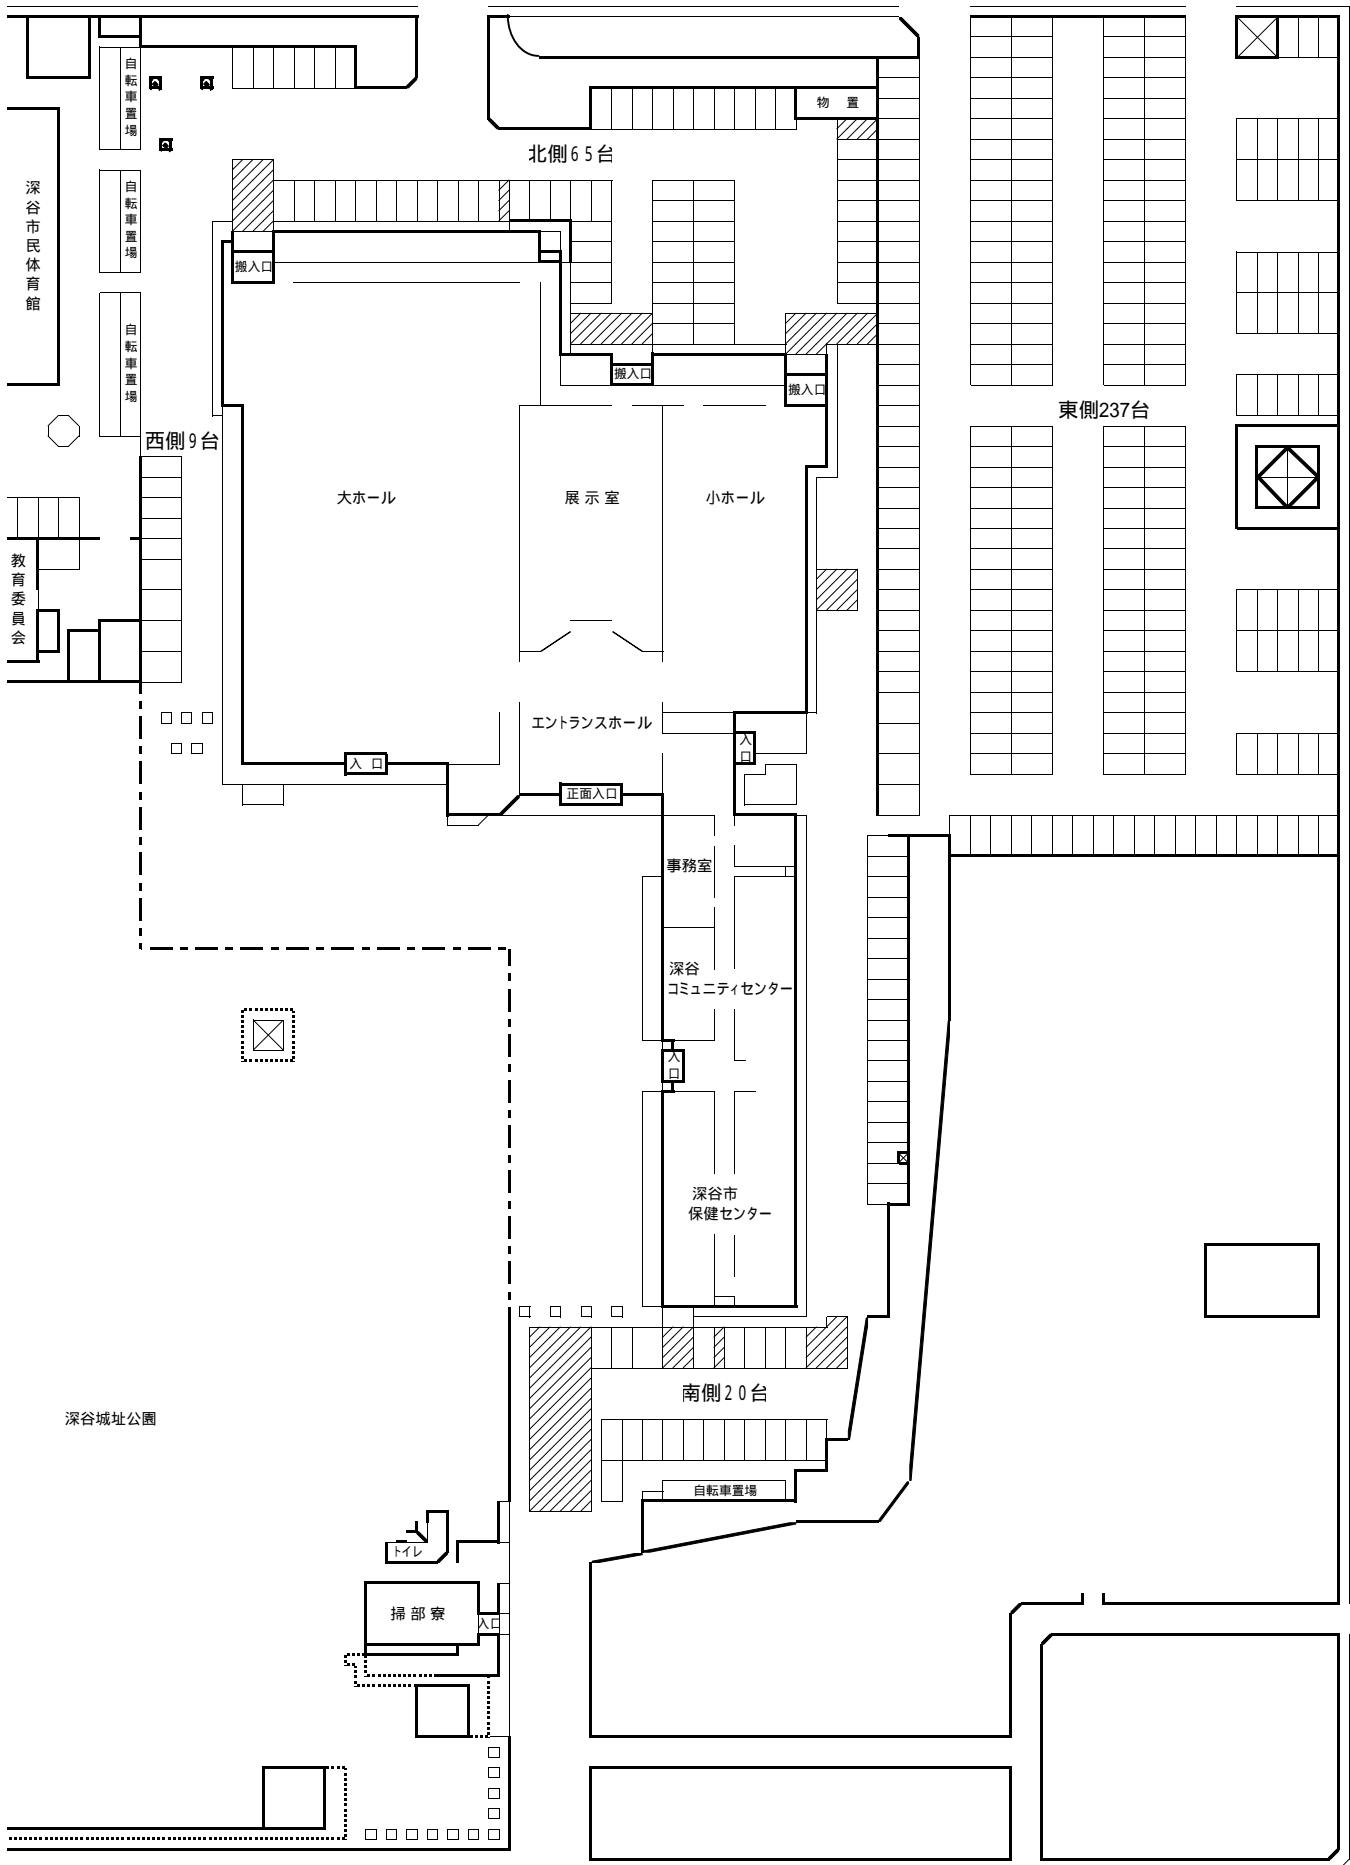 自転車置場
物 置
北側65台
深谷市民体育館
自転車置場
搬入口
自転車置場
搬入口
搬入口
東側237台
西側9台
大ホール
展示室
小ホール
教育委員会
エントランスホール
入口
入 口
正面入口
事務室
深谷
コミュニティセンター
入口
深谷市
保健センター
南側20台
深谷城址公園
自転車置場
トイレ
掃部寮
入口